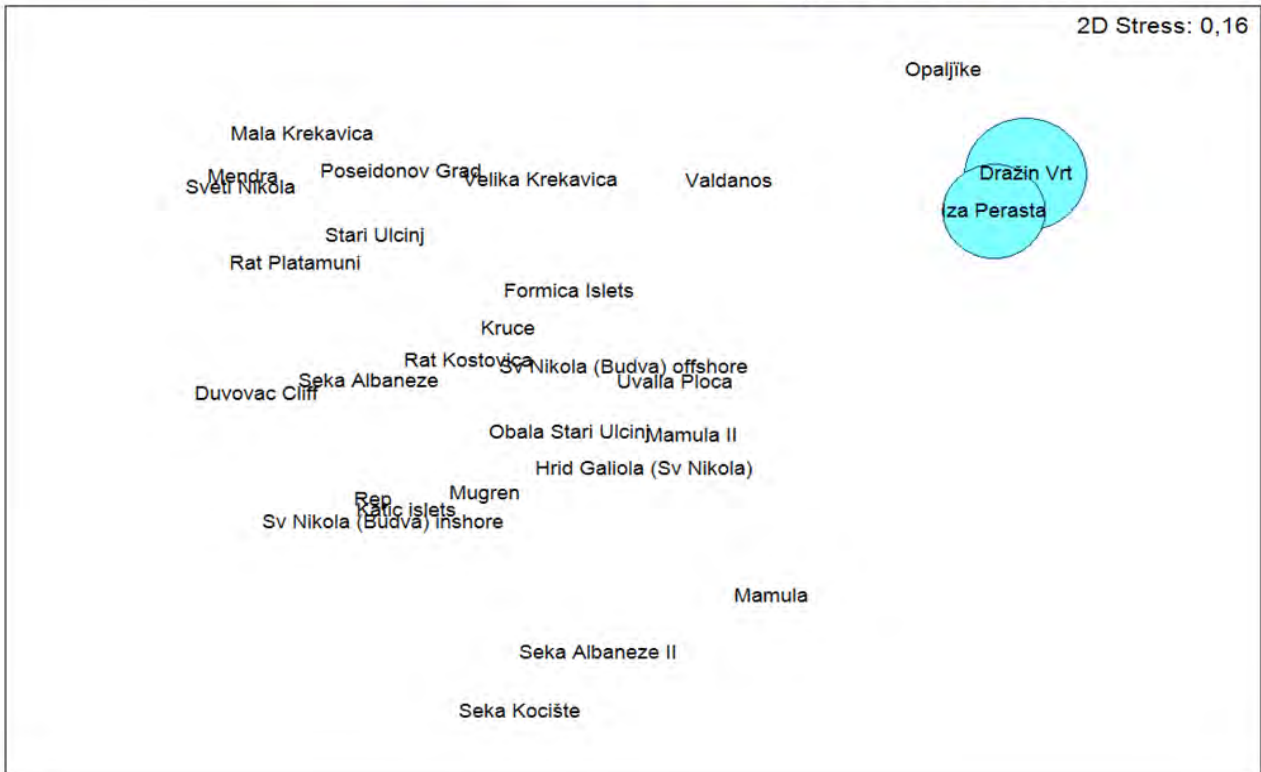 2D Stress: 0,16
Opaljïke
Mala Krekavica
Poseidonov Grad
Dražin Vrt
Mendra
Velika Krekavica
Valdanos
Sveti Nikola
Iza Perasta
Stari Ulcinj
Rat Platamuni
Formica Islets
Kruce
Rat Kostovica
Sv Nikola (Budva) offshore
Seka Albaneze
Uvalla Ploca
Duvovac Cliff
Obala Stari Ulcinj
Mamula II
Hrid Galiola (Sv Nikola)
Mugren
Rep
Katic islets
Sv Nikola (Budva) inshore
Mamula
Seka Albaneze II
Seka Kocište